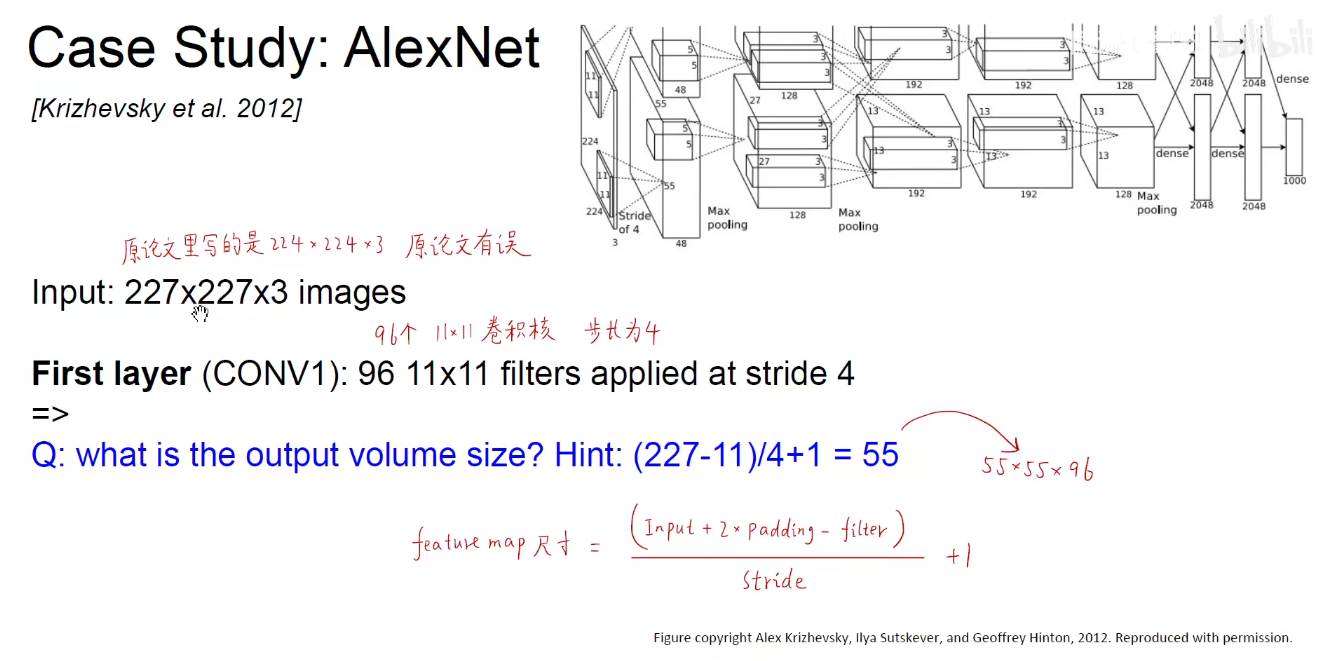 Case Study: AlexNet
[Krizhevsky et al. 2012]
bilibili
11
11
5
5
48
55
224
3
3
128
27
3
3
192
13
3
3
192
13
128
2048
2048
dense
11
11
224
3
Stride
of 4
5
5
55
48
Max
pooling
3
3
27
3
3
128
Max
pooling
3
3
13
192
3
3
13
192
13
128
Max
pooling
dense
dense
2048
2048
1000
原论文里写的是 224×224×3 原论文有误
Input: 227x227x3 images
96个 11×11 卷积核 步长为4
First layer (CONV1): 96 11x11 filters applied at stride 4
=>
Q: what is the output volume size? Hint: (227-11)/4+1 = 55
55×55×96
feature map 尺寸 = (Input + 2× padding - filter) / Stride +1
Figure copyright Alex Krizhevsky, Ilya Sutskever, and Geoffrey Hinton, 2012. Reproduced with permission.